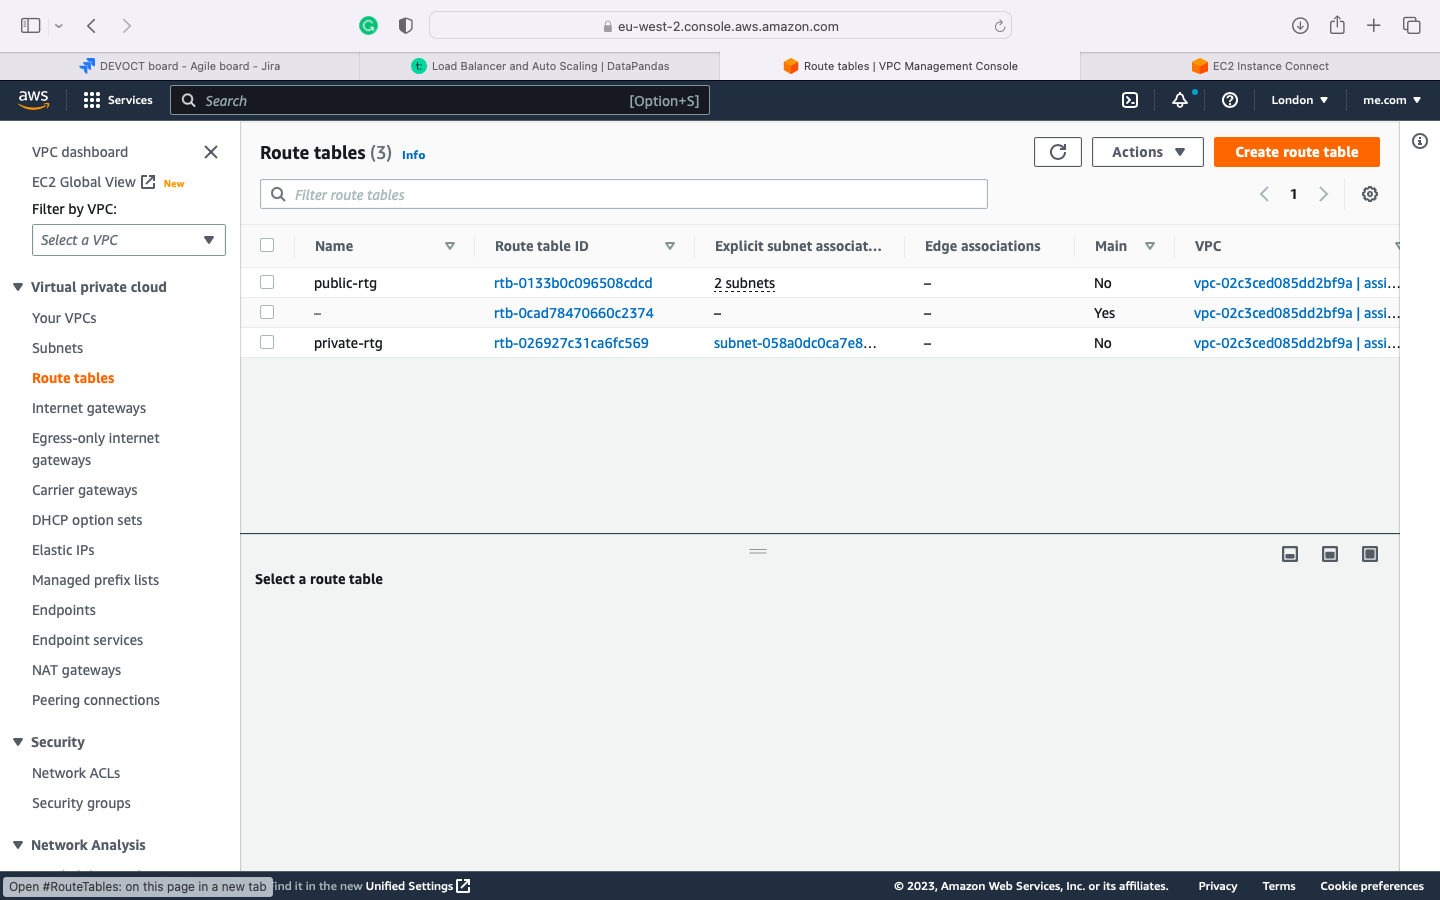 eu-west-2.console.aws.amazon.com
DEVOCT board - Agile board - Jira
Load Balancer and Auto Scaling | DataPandas
Route tables | VPC Management Console
EC2 Instance Connect
aws
Services
Search
[Option+S]
London
me.com
VPC dashboard
EC2 Global View New
Filter by VPC:
Select a VPC
Virtual private cloud
Your VPCs
Subnets
Route tables
Internet gateways
Egress-only internet
gateways
Carrier gateways
DHCP option sets
Elastic IPs
Managed prefix lists
Endpoints
Endpoint services
NAT gateways
Peering connections
Security
Network ACLs
Security groups
Network Analysis
Route tables (3) Info
Actions
Create route table
Filter route tables
1
Name Route table ID Explicit subnet associat... Edge associations Main VPC
public-rtg rtb-0133b0c096508cdcd 2 subnets – No vpc-02c3ced085dd2bf9a | assi...
– rtb-0cad78470660c2374 – – Yes vpc-02c3ced085dd2bf9a | assi...
private-rtg rtb-026927c31ca6fc569 subnet-058a0dc0ca7e8... – No vpc-02c3ced085dd2bf9a | assi...
Select a route table
Open #RouteTables: on this page in a new tab
find it in the new Unified Settings
© 2023, Amazon Web Services, Inc. or its affiliates.
Privacy
Terms
Cookie preferences